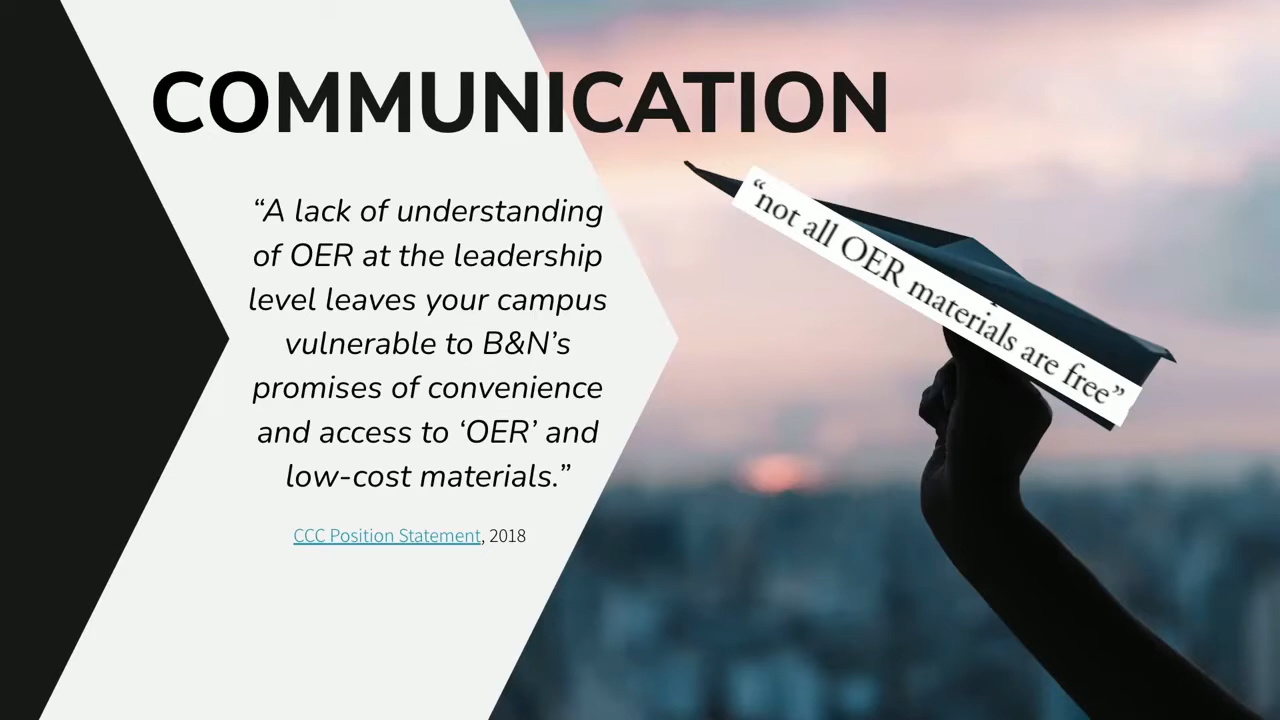 COMMUNICATION
“A lack of understanding
of OER at the leadership
level leaves your campus
vulnerable to B&N’s
promises of convenience
and access to ‘OER’ and
low-cost materials.”
CCC Position Statement, 2018
“not all OER materials are free”